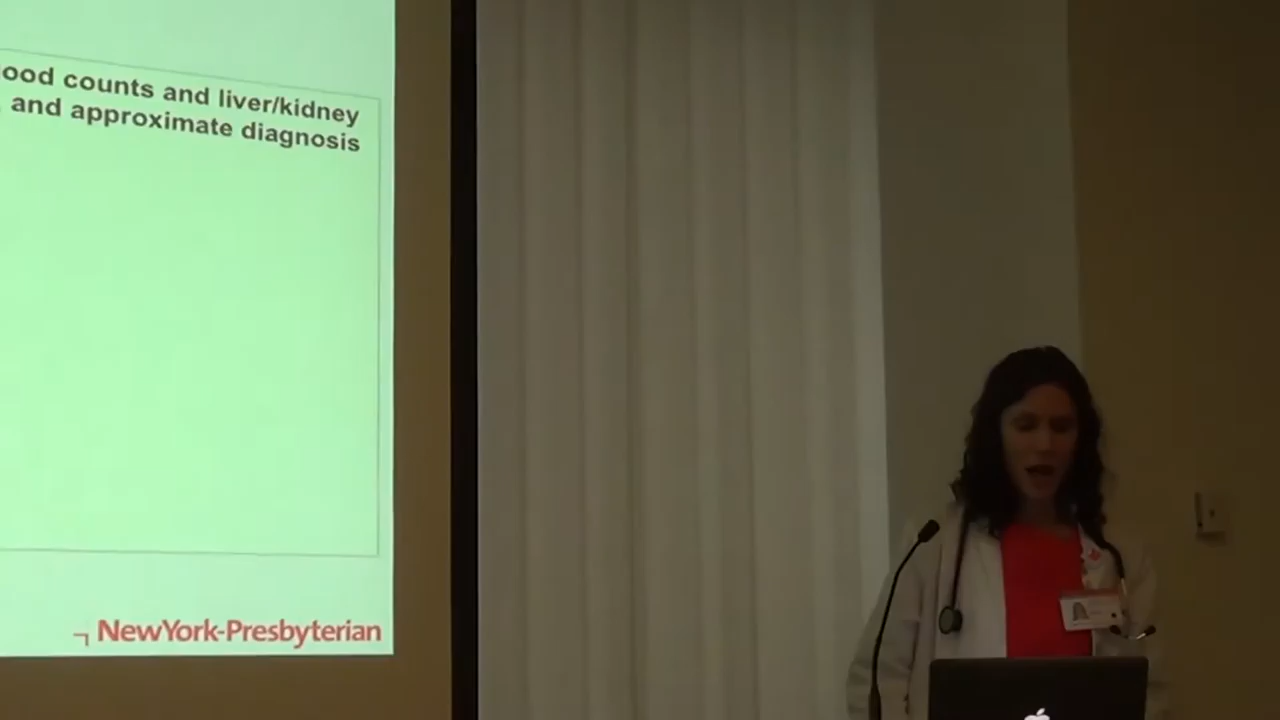 ood counts and liver/kidney
and approximate diagnosis
NewYork-Presbyterian